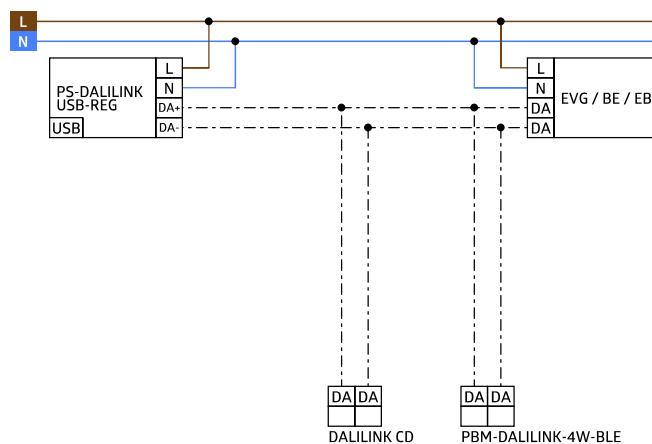 L
N
PS-DALILINK
USB-REG
USB
L
N
DA+
DA-
L
N
DA
DA
EVG / BE / EB
DA DA
DALILINK CD
DA DA
PBM-DALILINK-4W-BLE